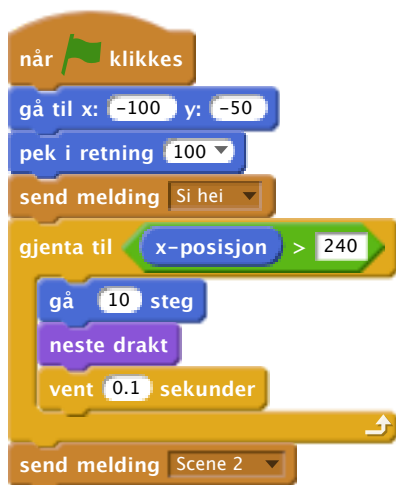 når klikkes
gå til x: -100 y: -50
pek i retning 100
send melding Si hei
gjenta til x-posisjon > 240
gå 10 steg
neste drakt
vent 0.1 sekunder
send melding Scene 2